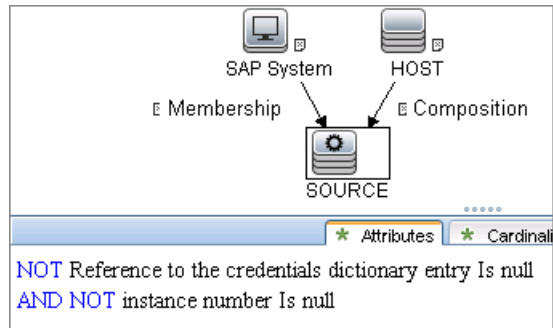 SAP System
HOST
Membership
Composition
SOURCE
Attributes
Cardinali
NOT Reference to the credentials dictionary entry Is null
AND NOT instance number Is null